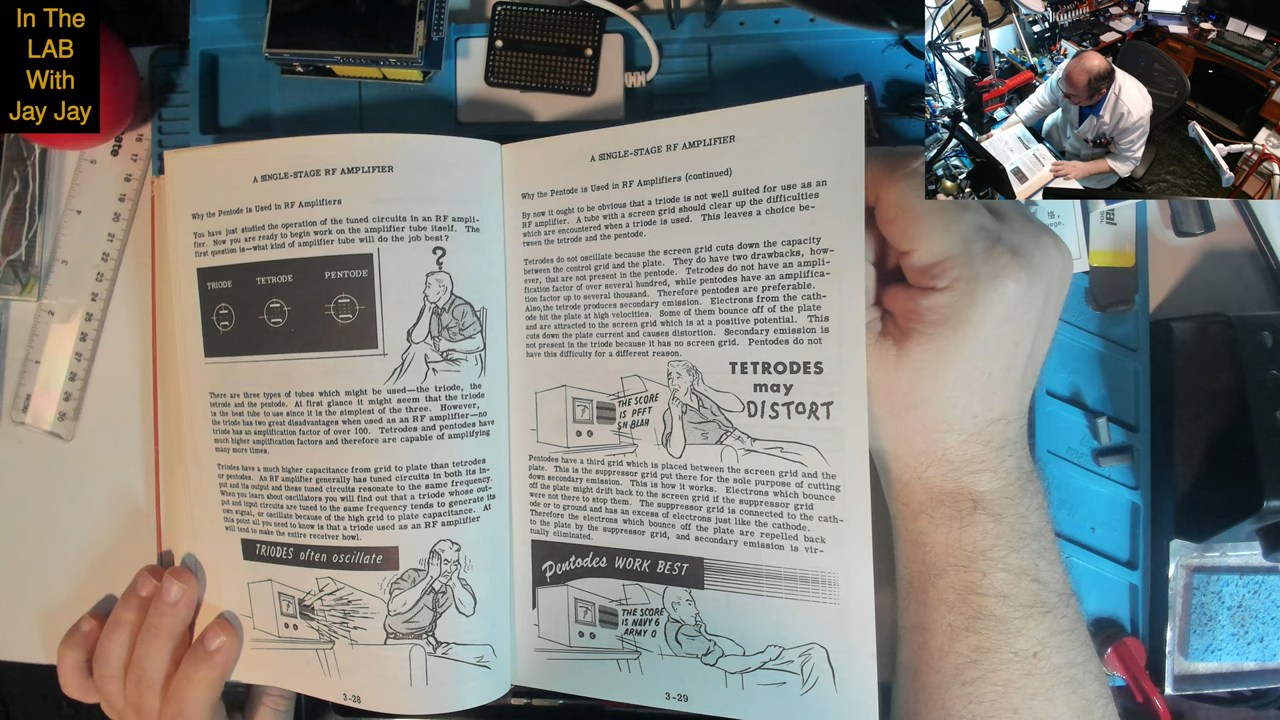 In The
LAB
With
Jay Jay
A SINGLE-STAGE RF AMPLIFIER
Why the Pentode is Used in RF Amplifiers
You have just studied the operation of the tuned circuits in an RF ampli-
fier. Now you are ready to begin work on the amplifier tube itself. The
first question is—what kind of amplifier tube will do the job best?
?
TRIODE TETRODE PENTODE
There are three types of tubes which might be used—the triode, the
tetrode and the pentode. At first glance it might seem that the triode
is the best tube to use since it is the simplest of the three. However,
the triode has two great disadvantages when used as an RF amplifier—no
triode has an amplification factor of over 100. Tetrodes and pentodes have
much higher amplification factors and therefore are capable of amplifying
many more times.
Triodes have a much higher capacitance from grid to plate than tetrodes
or pentodes. An RF amplifier generally has tuned circuits in both its in-
put and its output and these tuned circuits resonate to the same frequency.
When you learn about oscillators you will find out that a triode whose out-
put and input circuits are tuned to the same frequency tends to generate its
own signal, or oscillate because of the high grid to plate capacitance. At
this point all you need to know is that a triode used as an RF amplifier
will tend to make the entire receiver howl.
TRIODES often oscillate
3-28
A SINGLE-STAGE RF AMPLIFIER
Why the Pentode is Used in RF Amplifiers (continued)
By now it ought to be obvious that a triode is not well suited for use as an
RF amplifier. A tube with a screen grid should clear up the difficulties
which are encountered when a triode is used. This leaves a choice be-
tween the tetrode and the pentode.
Tetrodes do not oscillate because the screen grid cuts down the capacity
between the control grid and the plate. They do have two drawbacks, how-
ever, that are not present in the pentode. Tetrodes do not have an ampli-
fication factor of over several hundred, while pentodes have an amplifica-
tion factor up to several thousand. Therefore pentodes are preferable.
Also, the tetrode produces secondary emission. Electrons from the cath-
ode hit the plate at high velocities. Some of them bounce off of the plate
and are attracted to the screen grid which is at a positive potential. This
cuts down the plate current and causes distortion. Secondary emission is
not present in the triode because it has no screen grid. Pentodes do not
have this difficulty for a different reason.
TETRODES
may
DISTORT
THE SCORE
IS PFFT
$H BLAH
Pentodes have a third grid which is placed between the screen grid and the
plate. This is the suppressor grid put there for the sole purpose of cutting
down secondary emission. This is how it works. Electrons which bounce
off the plate might drift back to the screen grid if the suppressor grid
were not there to stop them. The suppressor grid is connected to the cath-
ode or to ground and has an excess of electrons just like the cathode.
Therefore the electrons which bounce off the plate are repelled back
to the plate by the suppressor grid, and secondary emission is vir-
tually eliminated.
Pentodes WORK BEST
THE SCORE
IS NAVY 6
ARMY 0
3-29